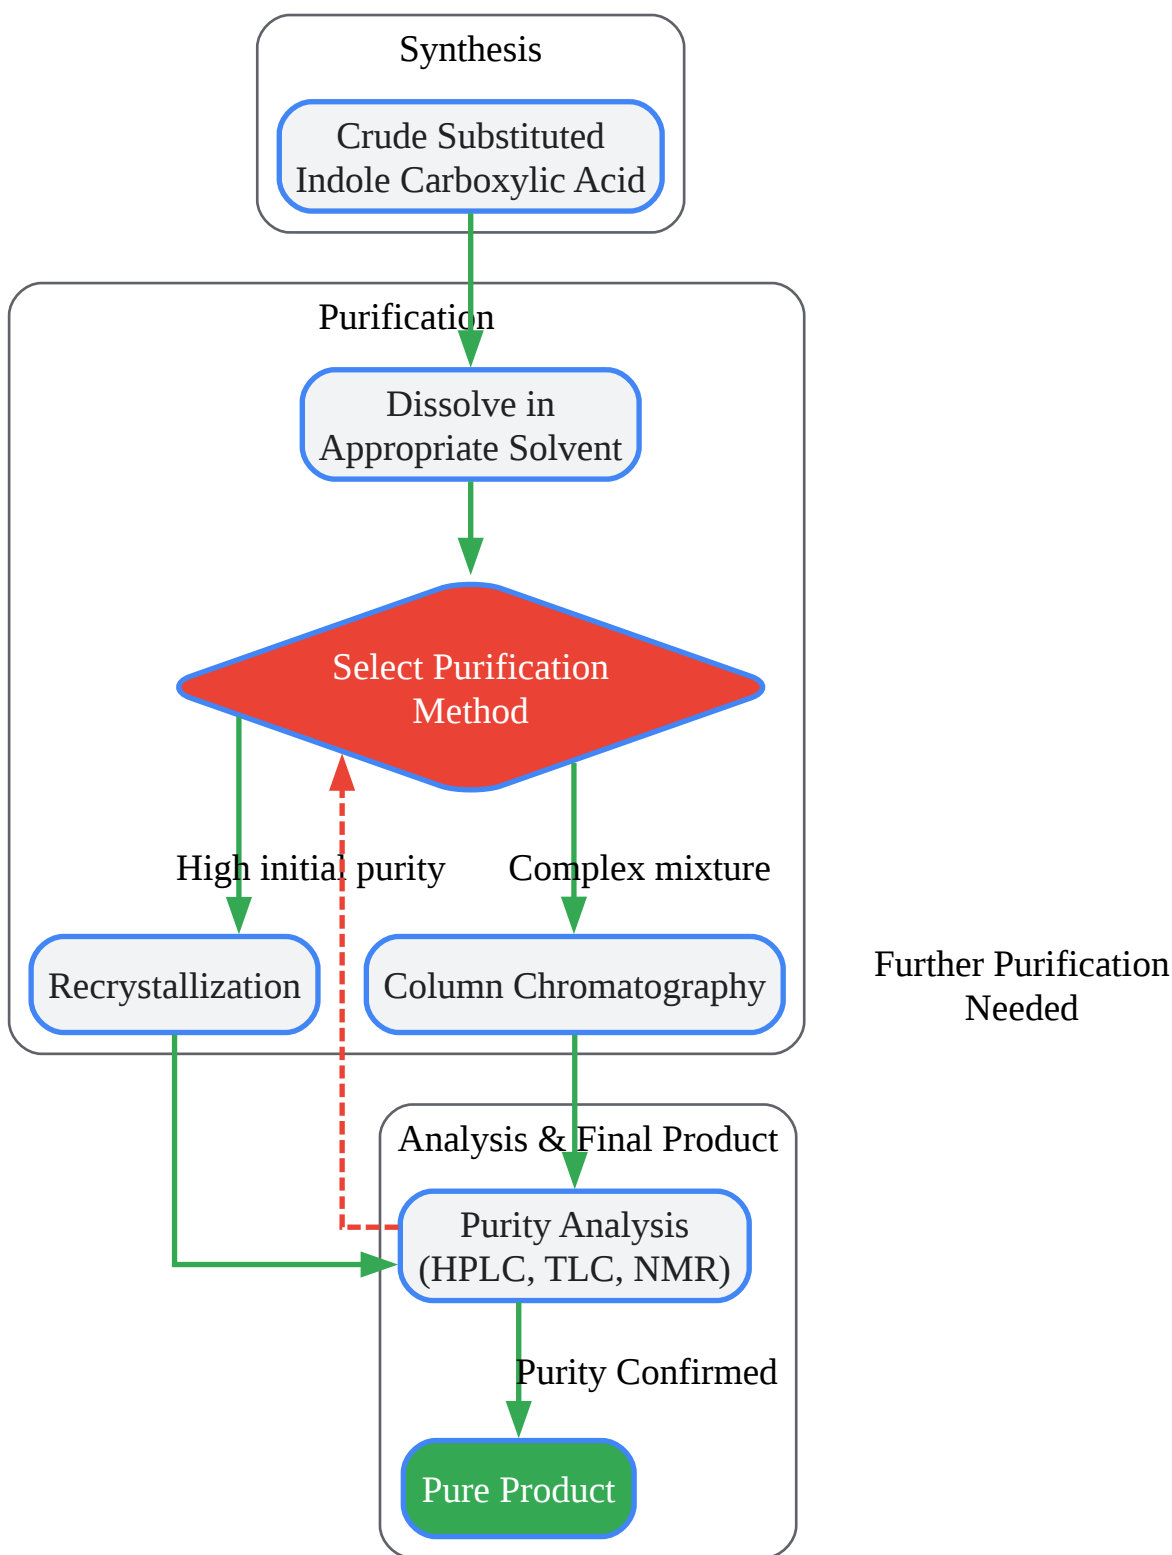 Synthesis
Crude Substituted
Indole Carboxylic Acid
Purification
Dissolve in
Appropriate Solvent
Select Purification
Method
High initial purity
Complex mixture
Recrystallization
Column Chromatography
Further Purification
Needed
Analysis & Final Product
Purity Analysis
(HPLC, TLC, NMR)
Purity Confirmed
Pure Product